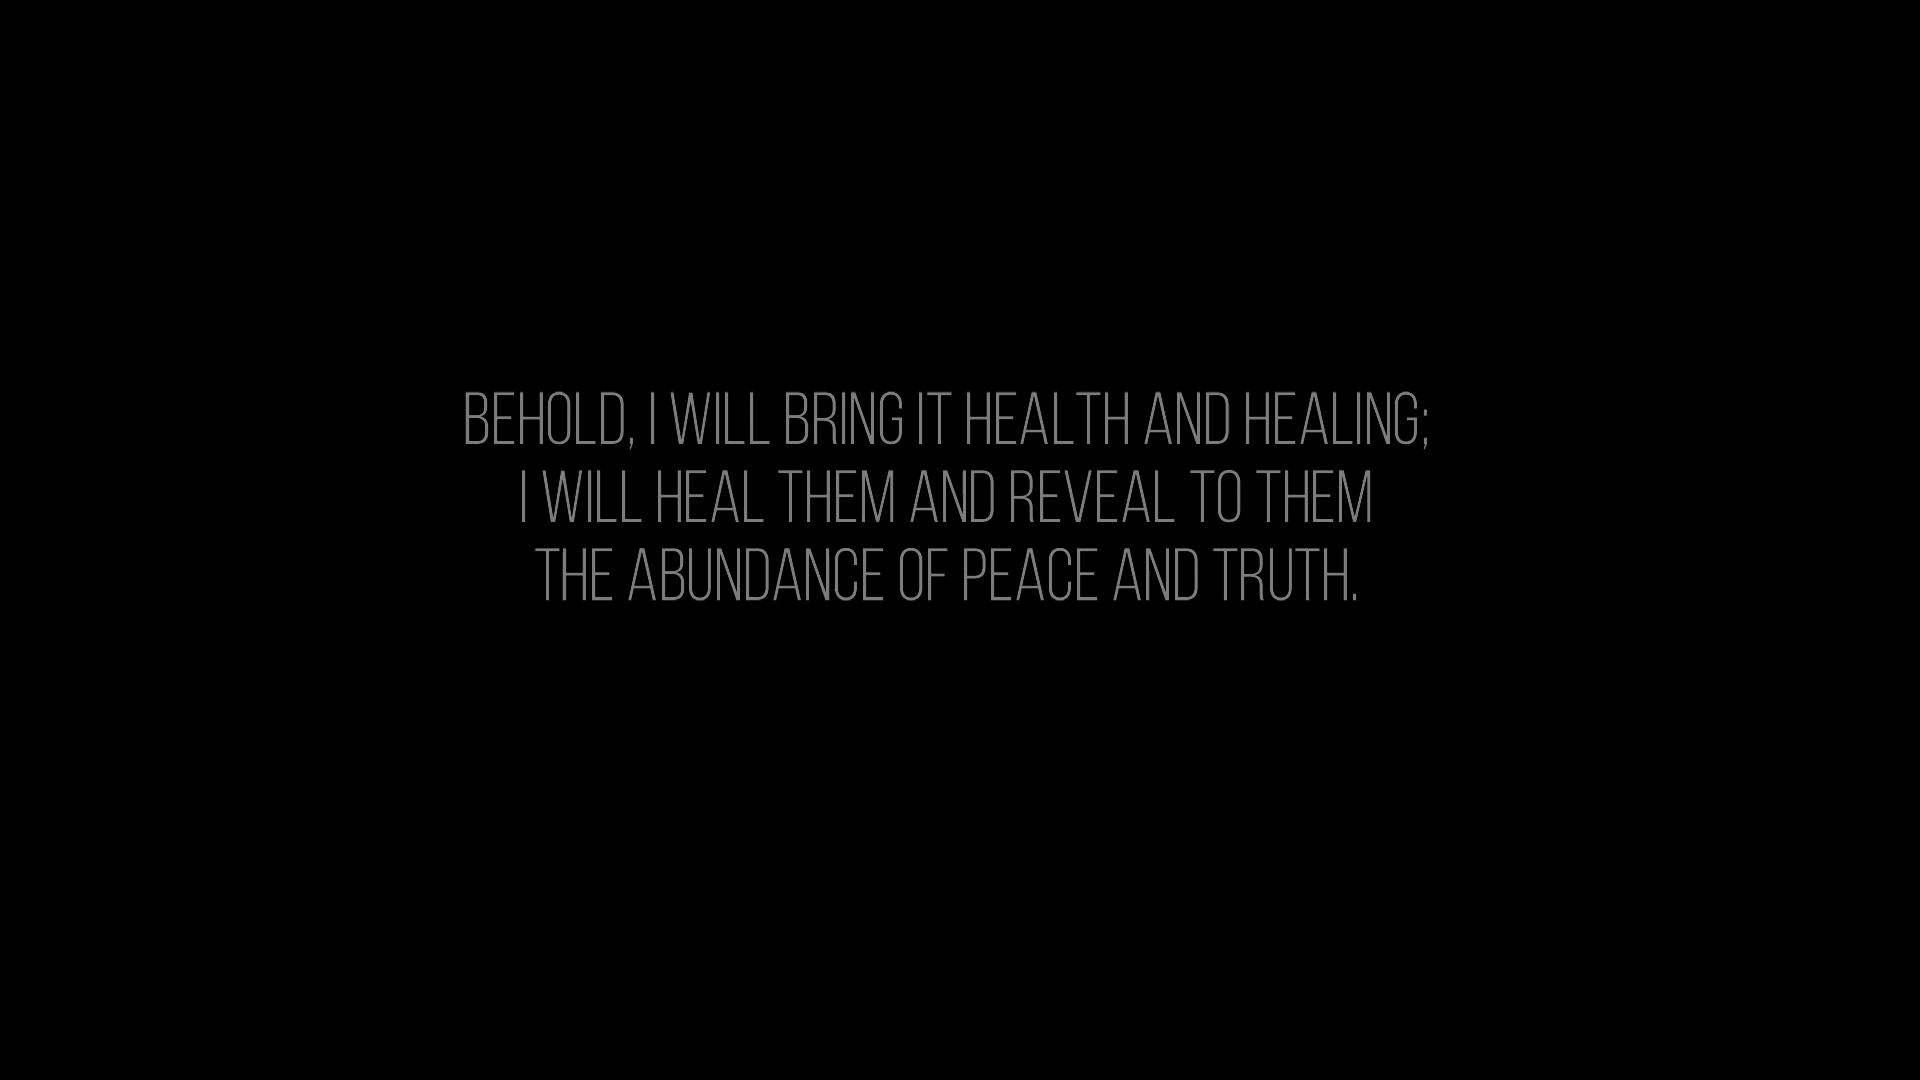 BEHOLD, I WILL BRING IT HEALTH AND HEALING;
I WILL HEAL THEM AND REVEAL TO THEM
THE ABUNDANCE OF PEACE AND TRUTH.